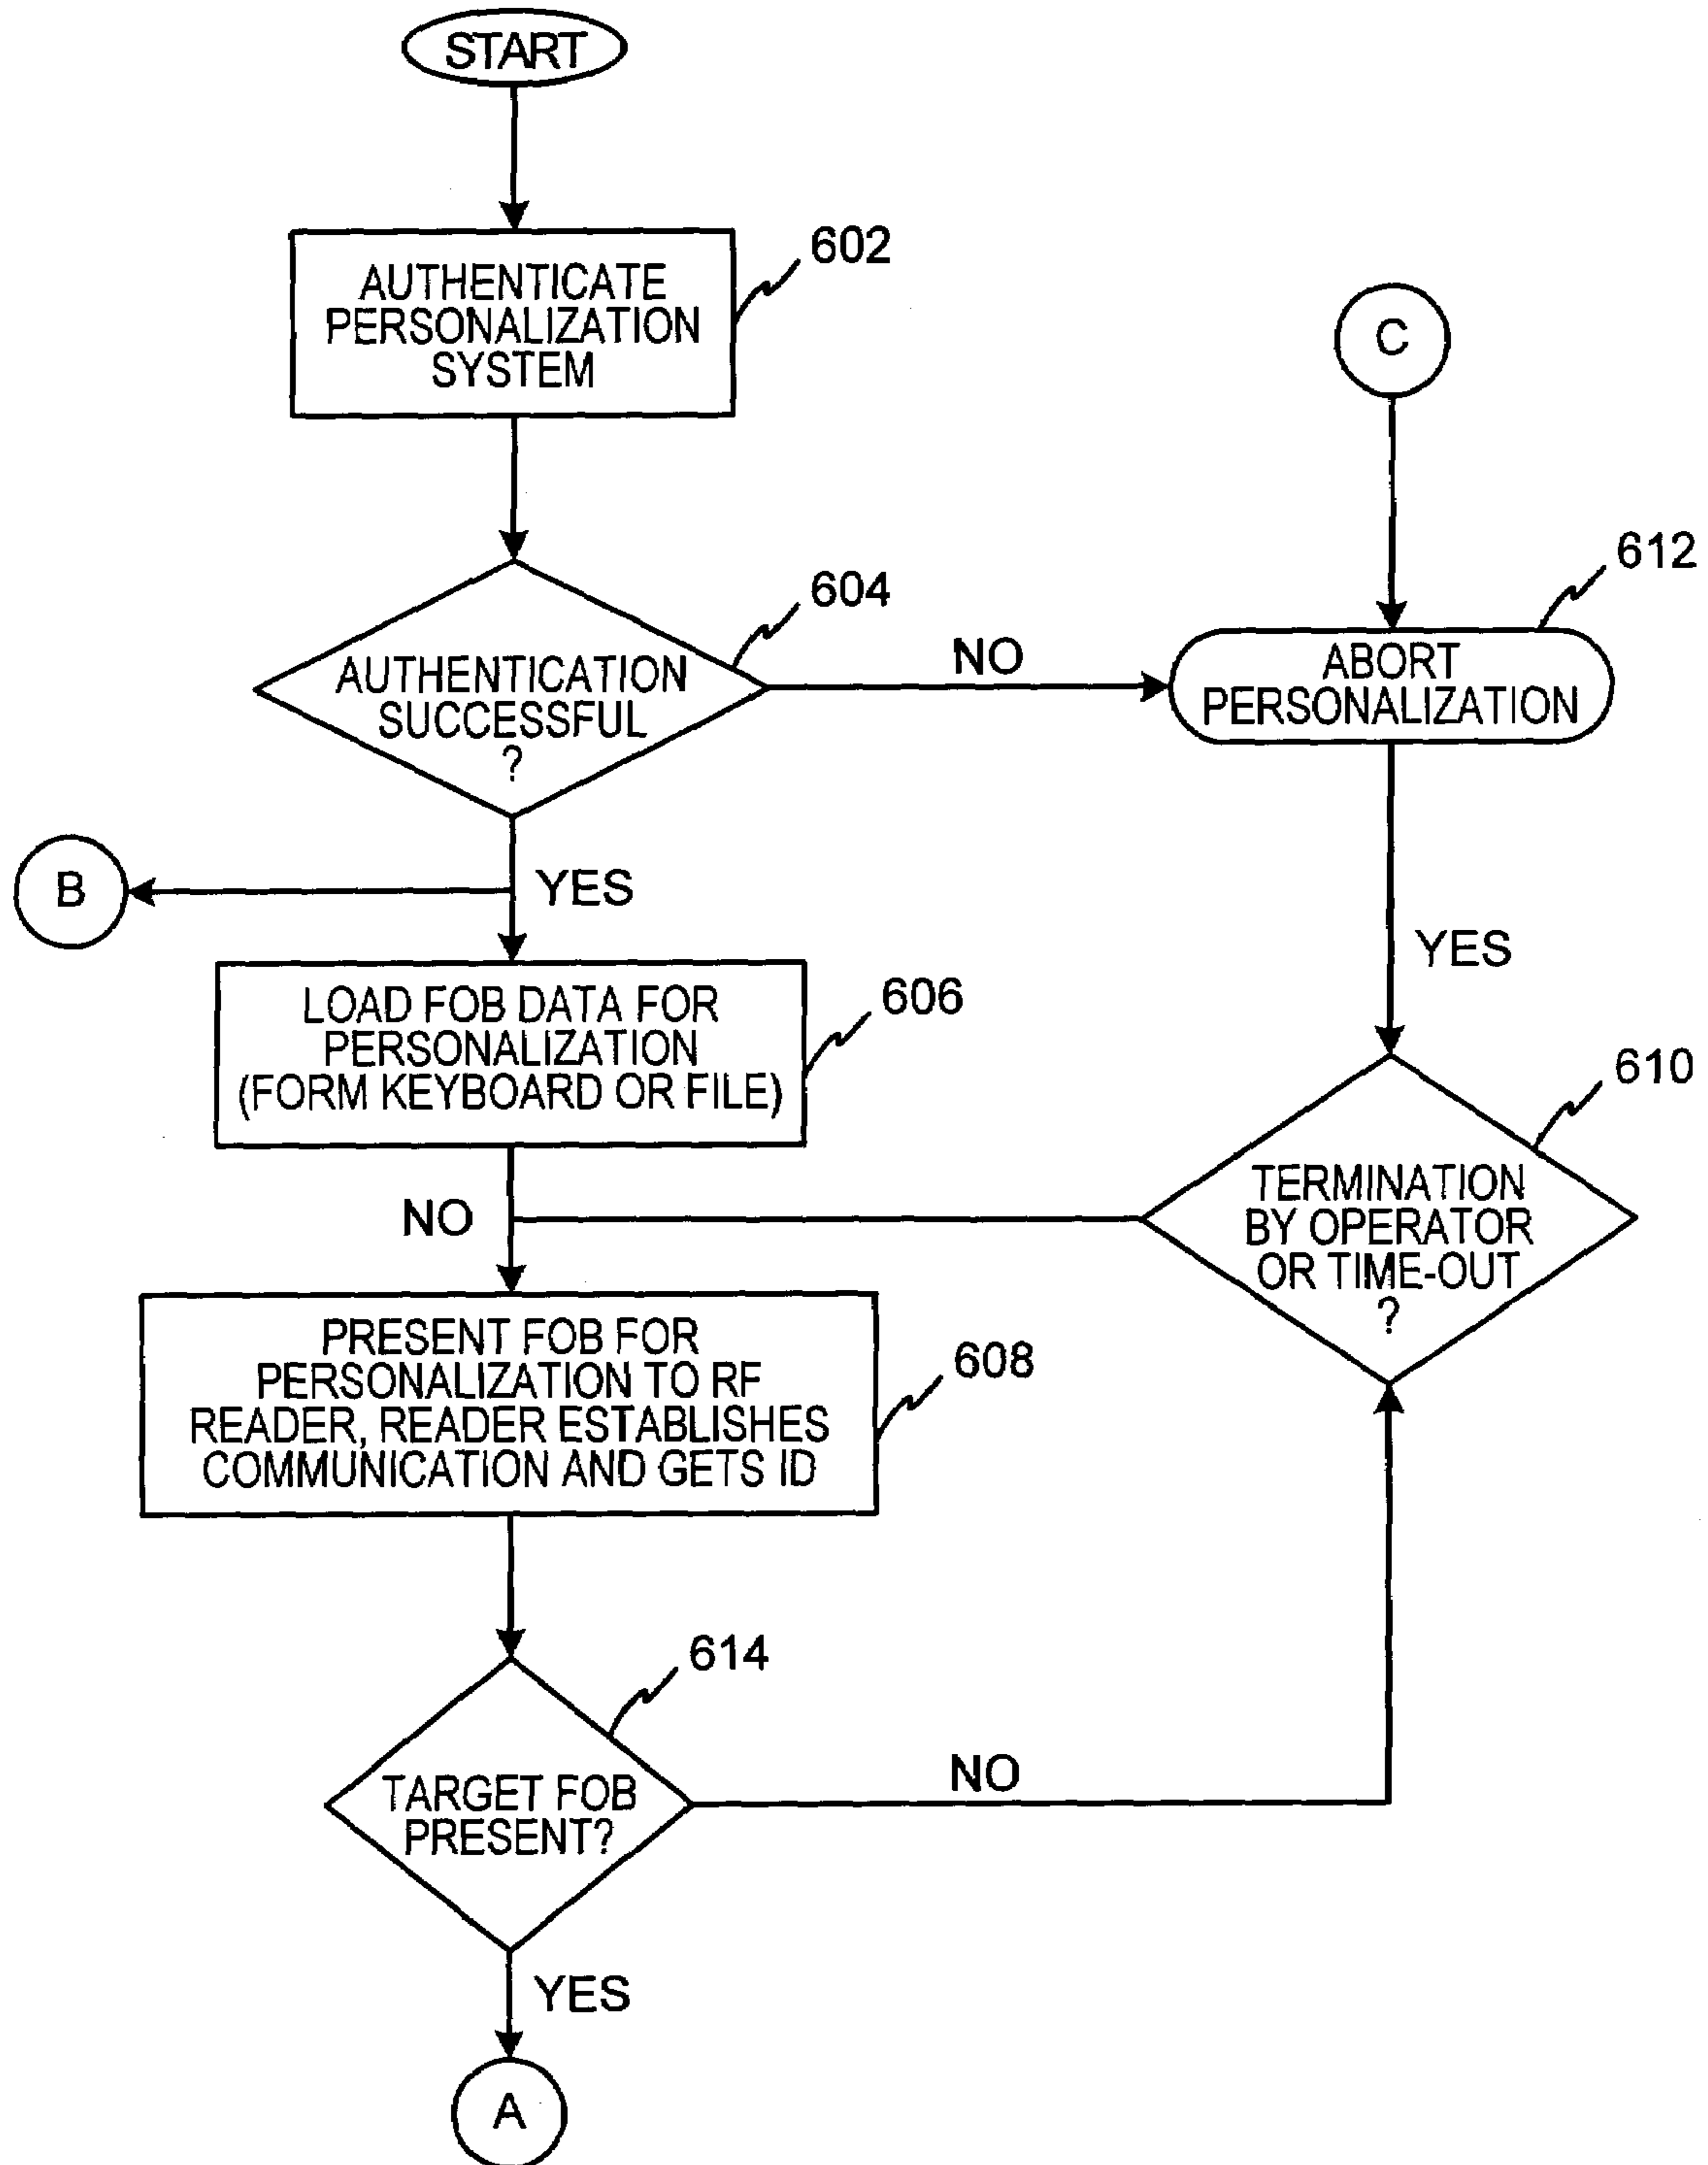 START
602
AUTHENTICATE
PERSONALIZATION
SYSTEM
C
612
604
NO
ABORT
PERSONALIZATION
AUTHENTICATION
SUCCESSFUL
?
B
YES
YES
606
LOAD FOB DATA FOR
PERSONALIZATION
(FORM KEYBOARD OR FILE)
610
NO
TERMINATION
BY OPERATOR
OR TIME-OUT
?
PRESENT FOB FOR
PERSONALIZATION TO RF
READER, READER ESTABLISHES
COMMUNICATION AND GETS ID
608
614
TARGET FOB
PRESENT?
NO
YES
A